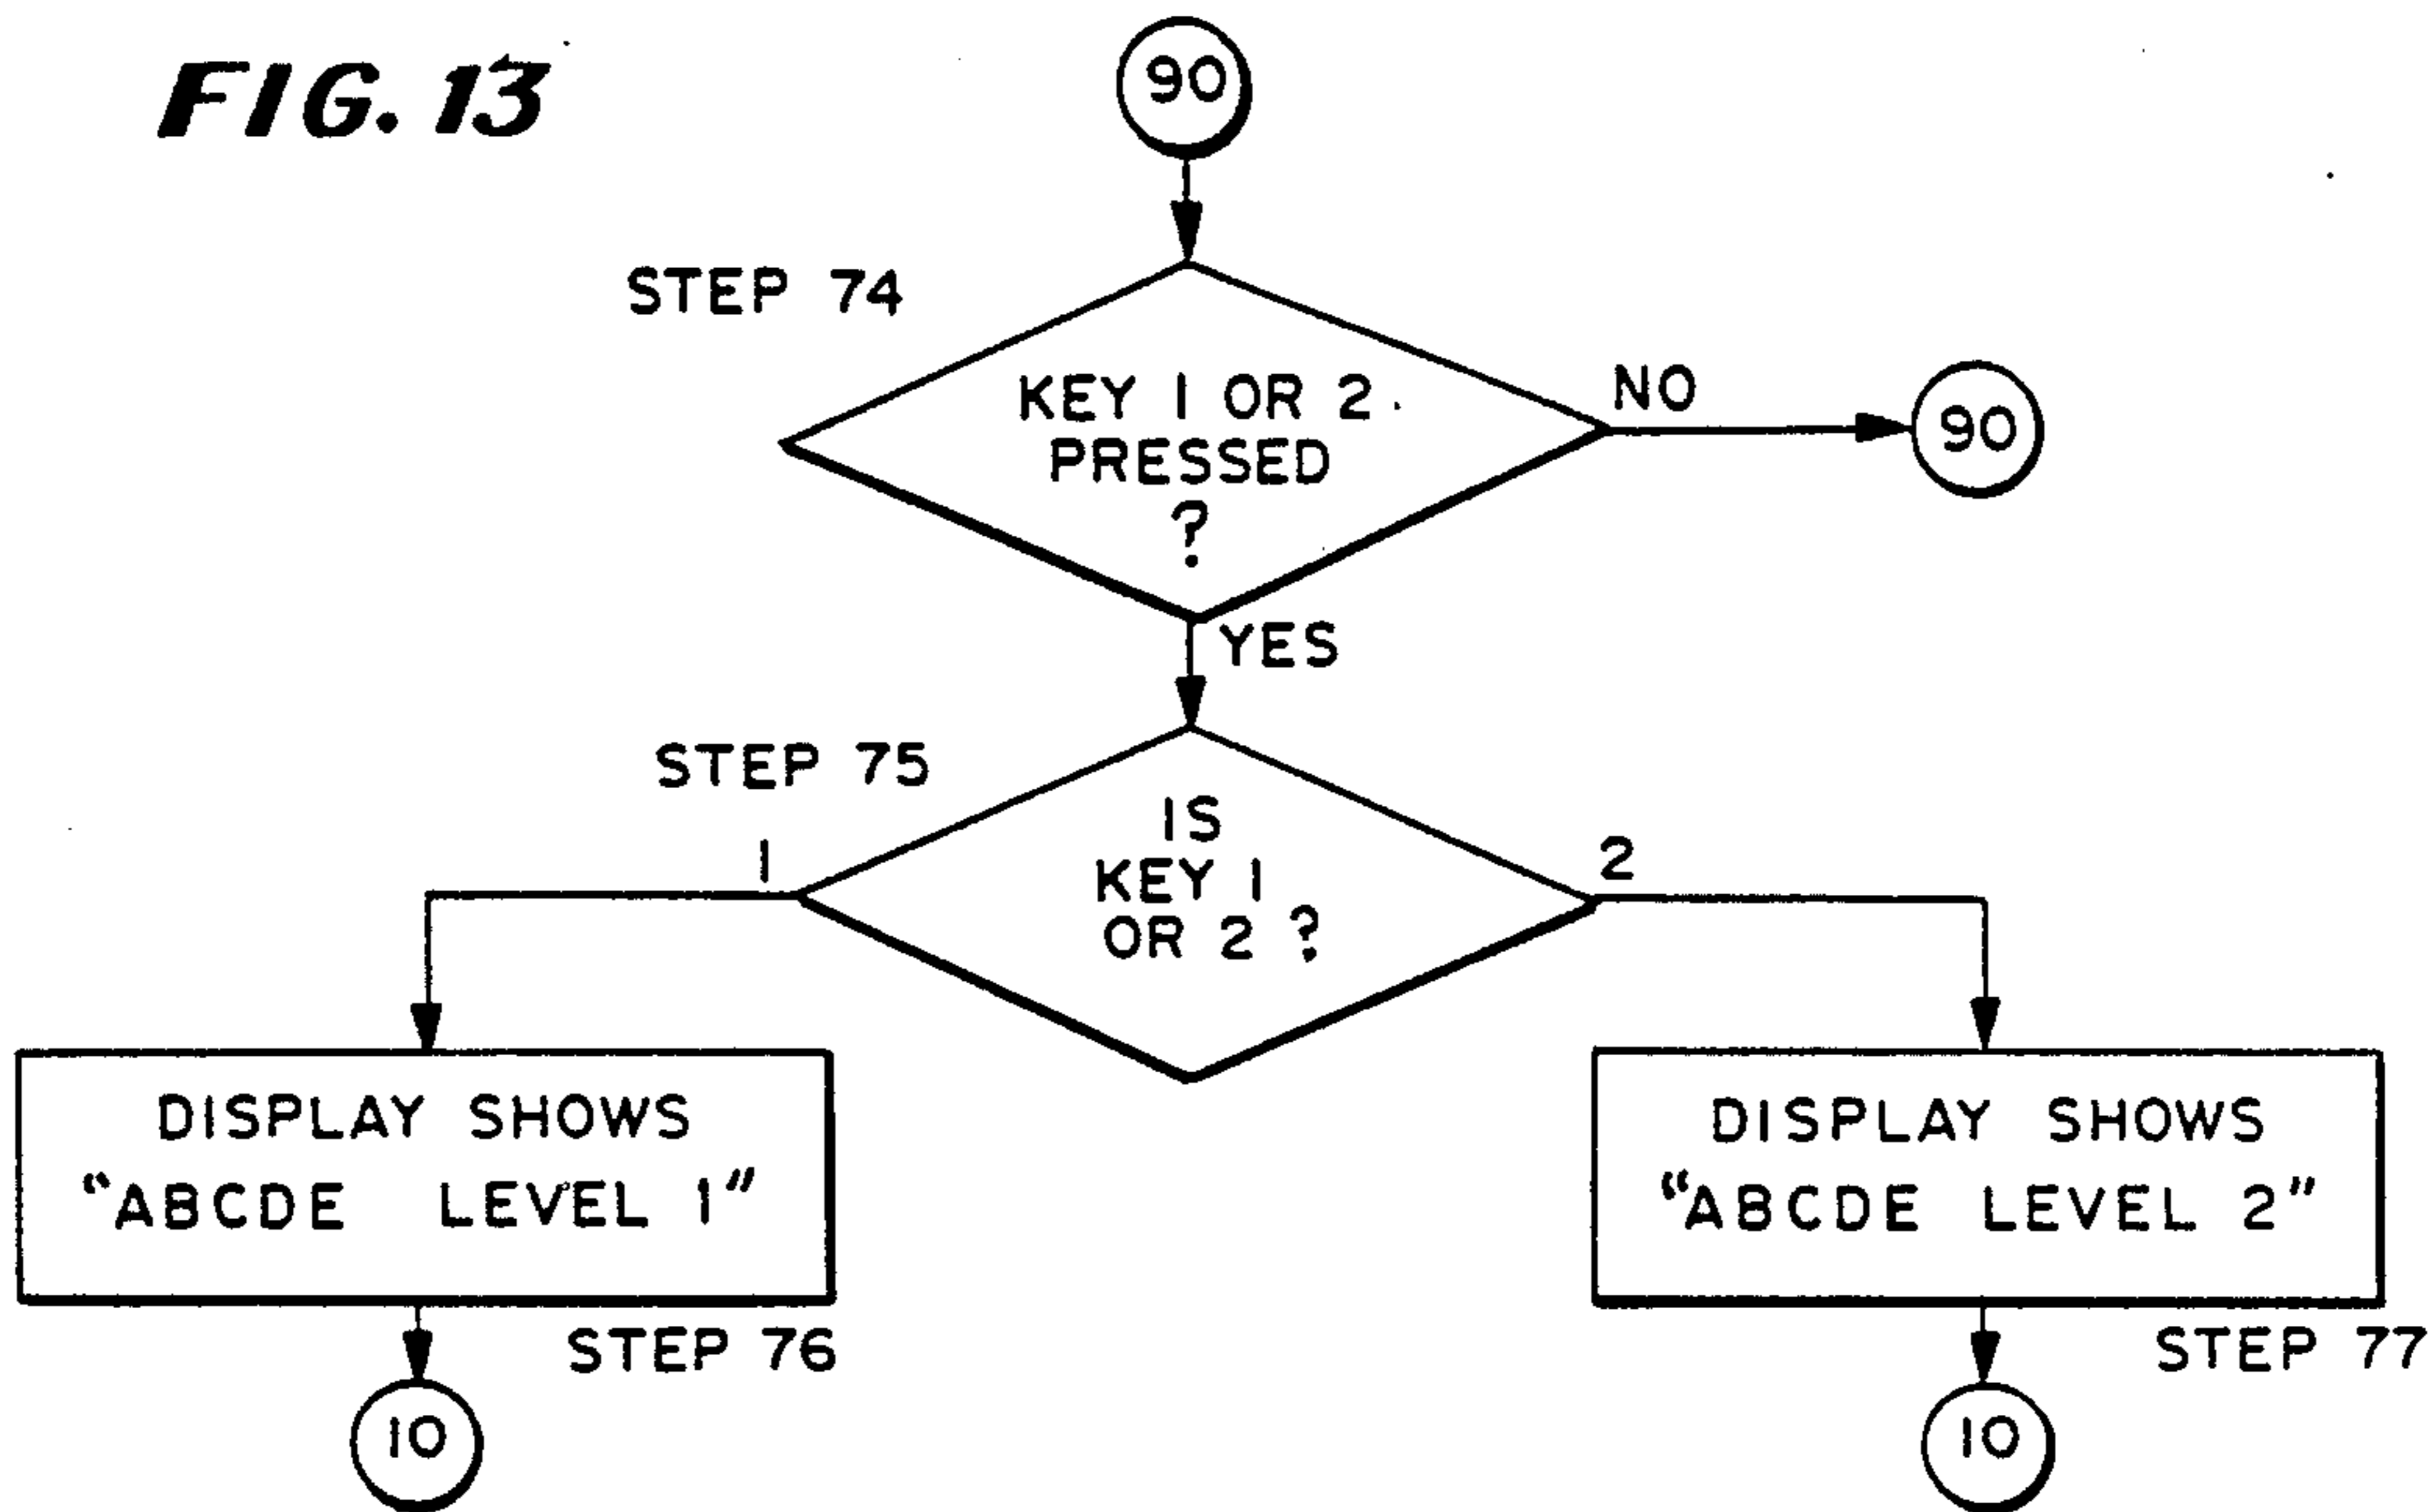 FIG. 13
90
STEP 74
KEY 1 OR 2
PRESSED
?
NO
90
YES
STEP 75
IS
KEY 1
OR 2 ?
1
2
DISPLAY SHOWS
"ABCDE LEVEL 1"
STEP 76
10
DISPLAY SHOWS
"ABCDE LEVEL 2"
STEP 77
10